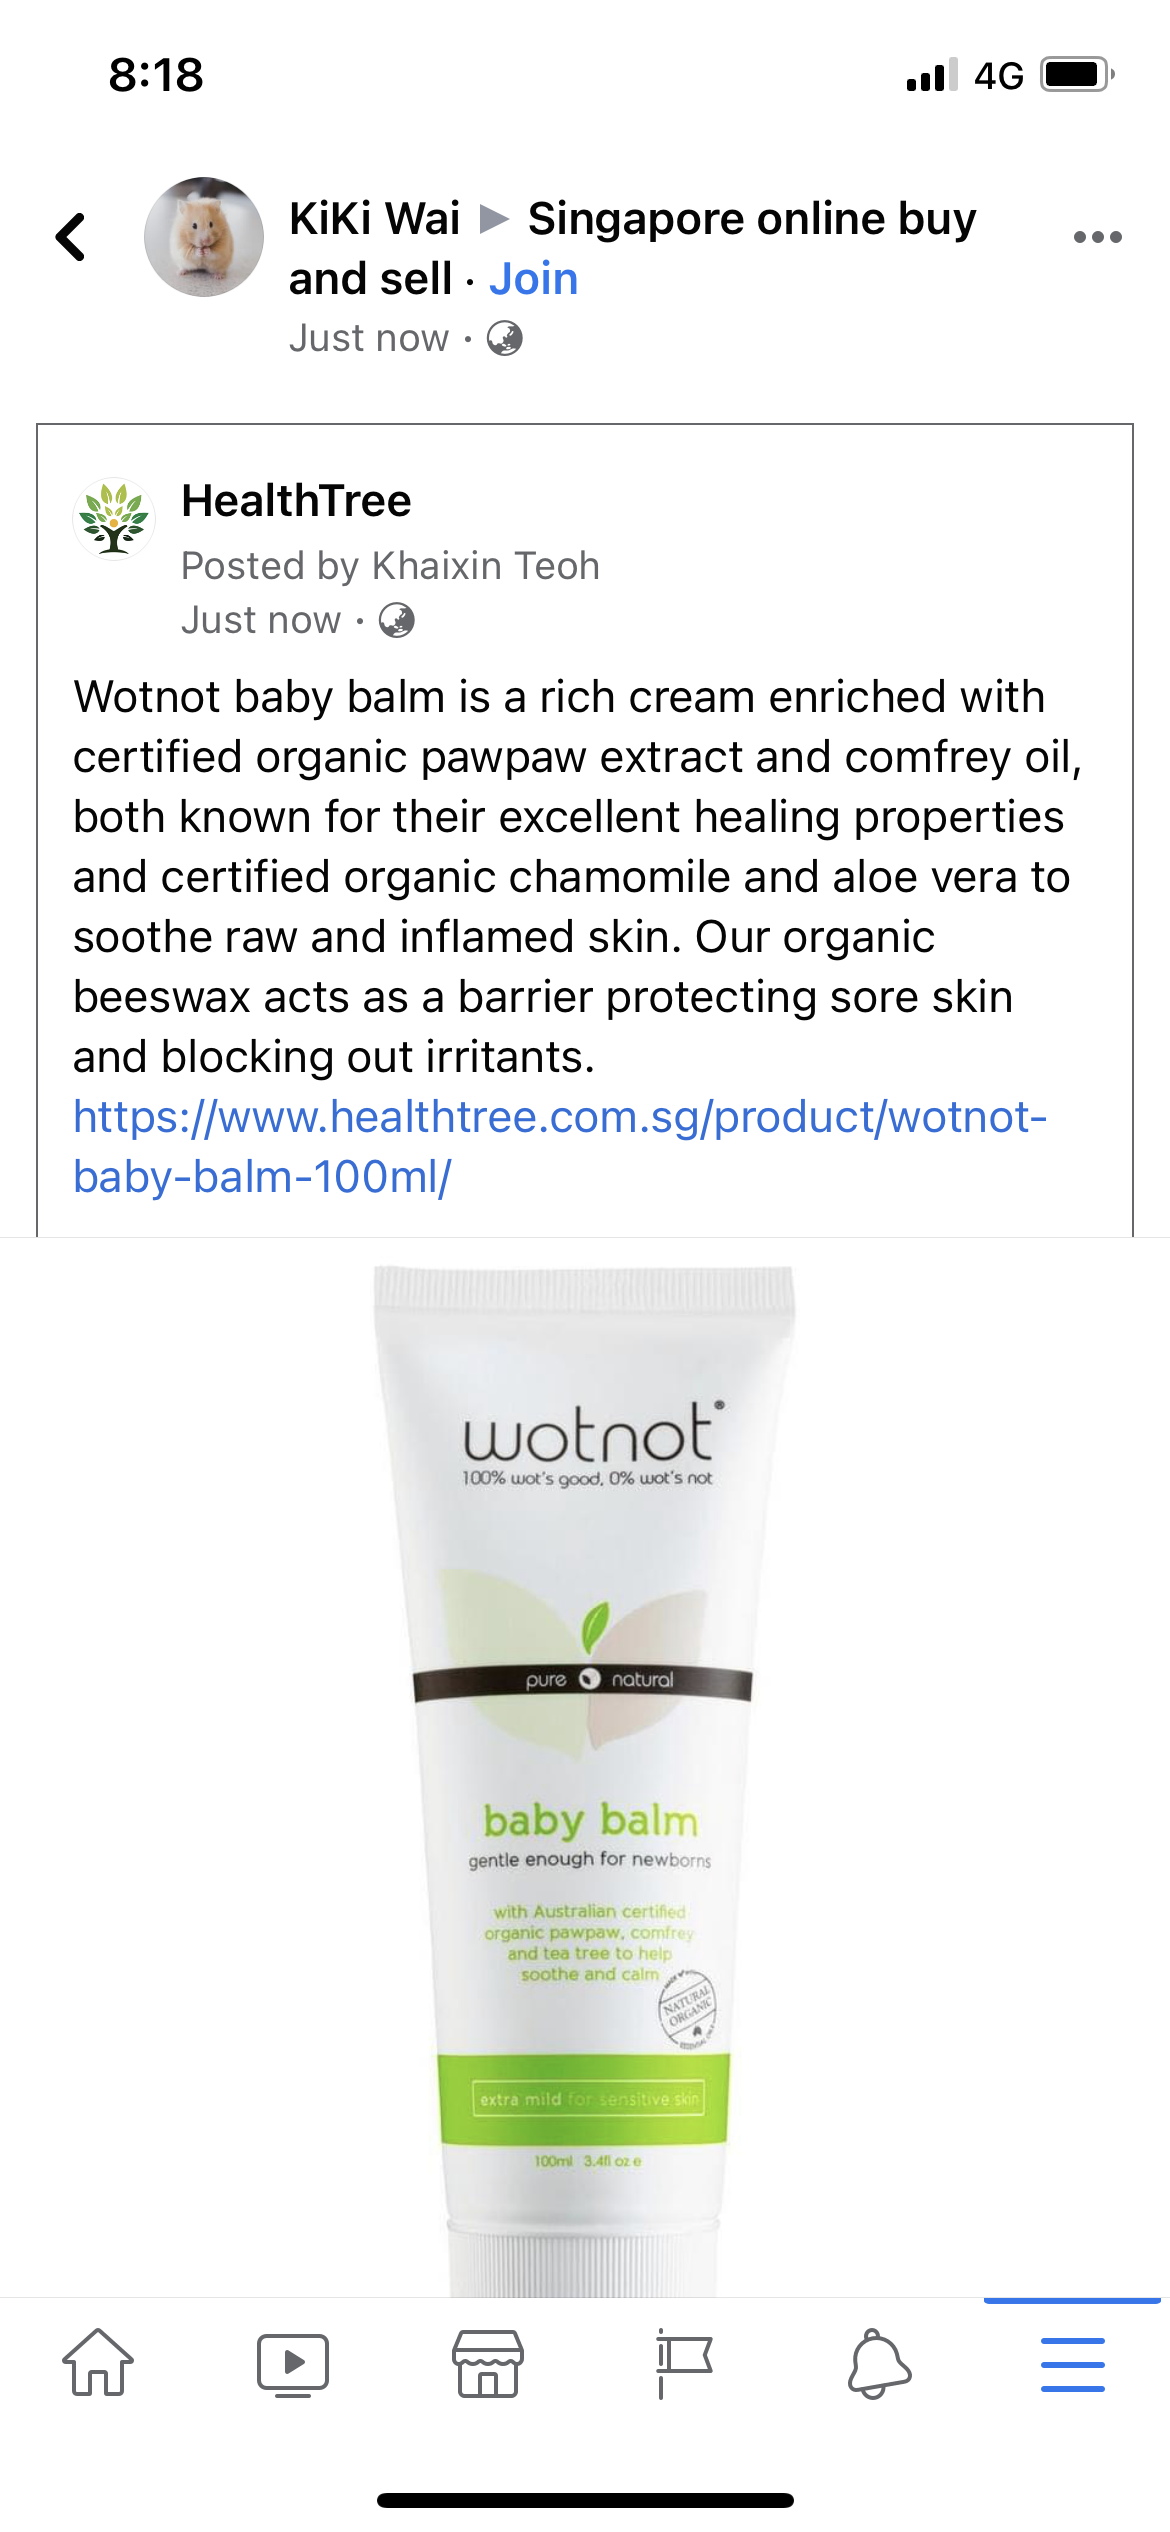 8:18
4G
KiKi Wai ▶ Singapore online buy
and sell · Join
Just now ·
HealthTree
Posted by Khaixin Teoh
Just now ·
Wotnot baby balm is a rich cream enriched with
certified organic pawpaw extract and comfrey oil,
both known for their excellent healing properties
and certified organic chamomile and aloe vera to
soothe raw and inflamed skin. Our organic
beeswax acts as a barrier protecting sore skin
and blocking out irritants.
https://www.healthtree.com.sg/product/wotnot-
baby-balm-100ml/
wotnot®
100% wot's good, 0% wot's not
pure natural
baby balm
gentle enough for newborns
with Australian certified
organic pawpaw, comfrey
and tea tree to help
soothe and calm
NATURAL
ORGANIC
extra mild for sensitive skin
100ml 3.4fl oz e